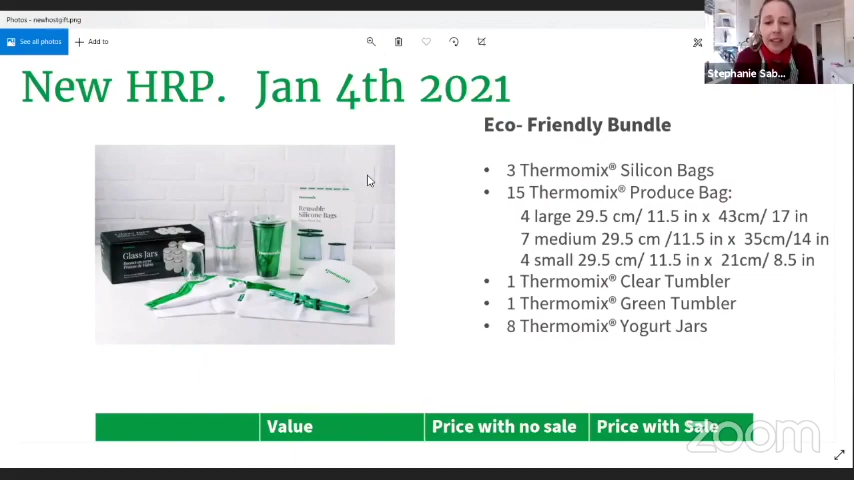 Photos - newhostgift.png
See all photos
Add to
Stephanie Sab...
New HRP. Jan 4th 2021
Eco- Friendly Bundle
• 3 Thermomix® Silicon Bags
• 15 Thermomix® Produce Bag:
4 large 29.5 cm/ 11.5 in x 43cm/ 17 in
7 medium 29.5 cm /11.5 in x 35cm/14 in
4 small 29.5cm/ 11.5 in x 21cm/ 8.5 in
• 1 Thermomix® Clear Tumbler
• 1 Thermomix® Green Tumbler
• 8 Thermomix® Yogurt Jars
Reusable
Silicone Bags
Glass Jars
Value
Price with no sale
Price with Sale
zoom